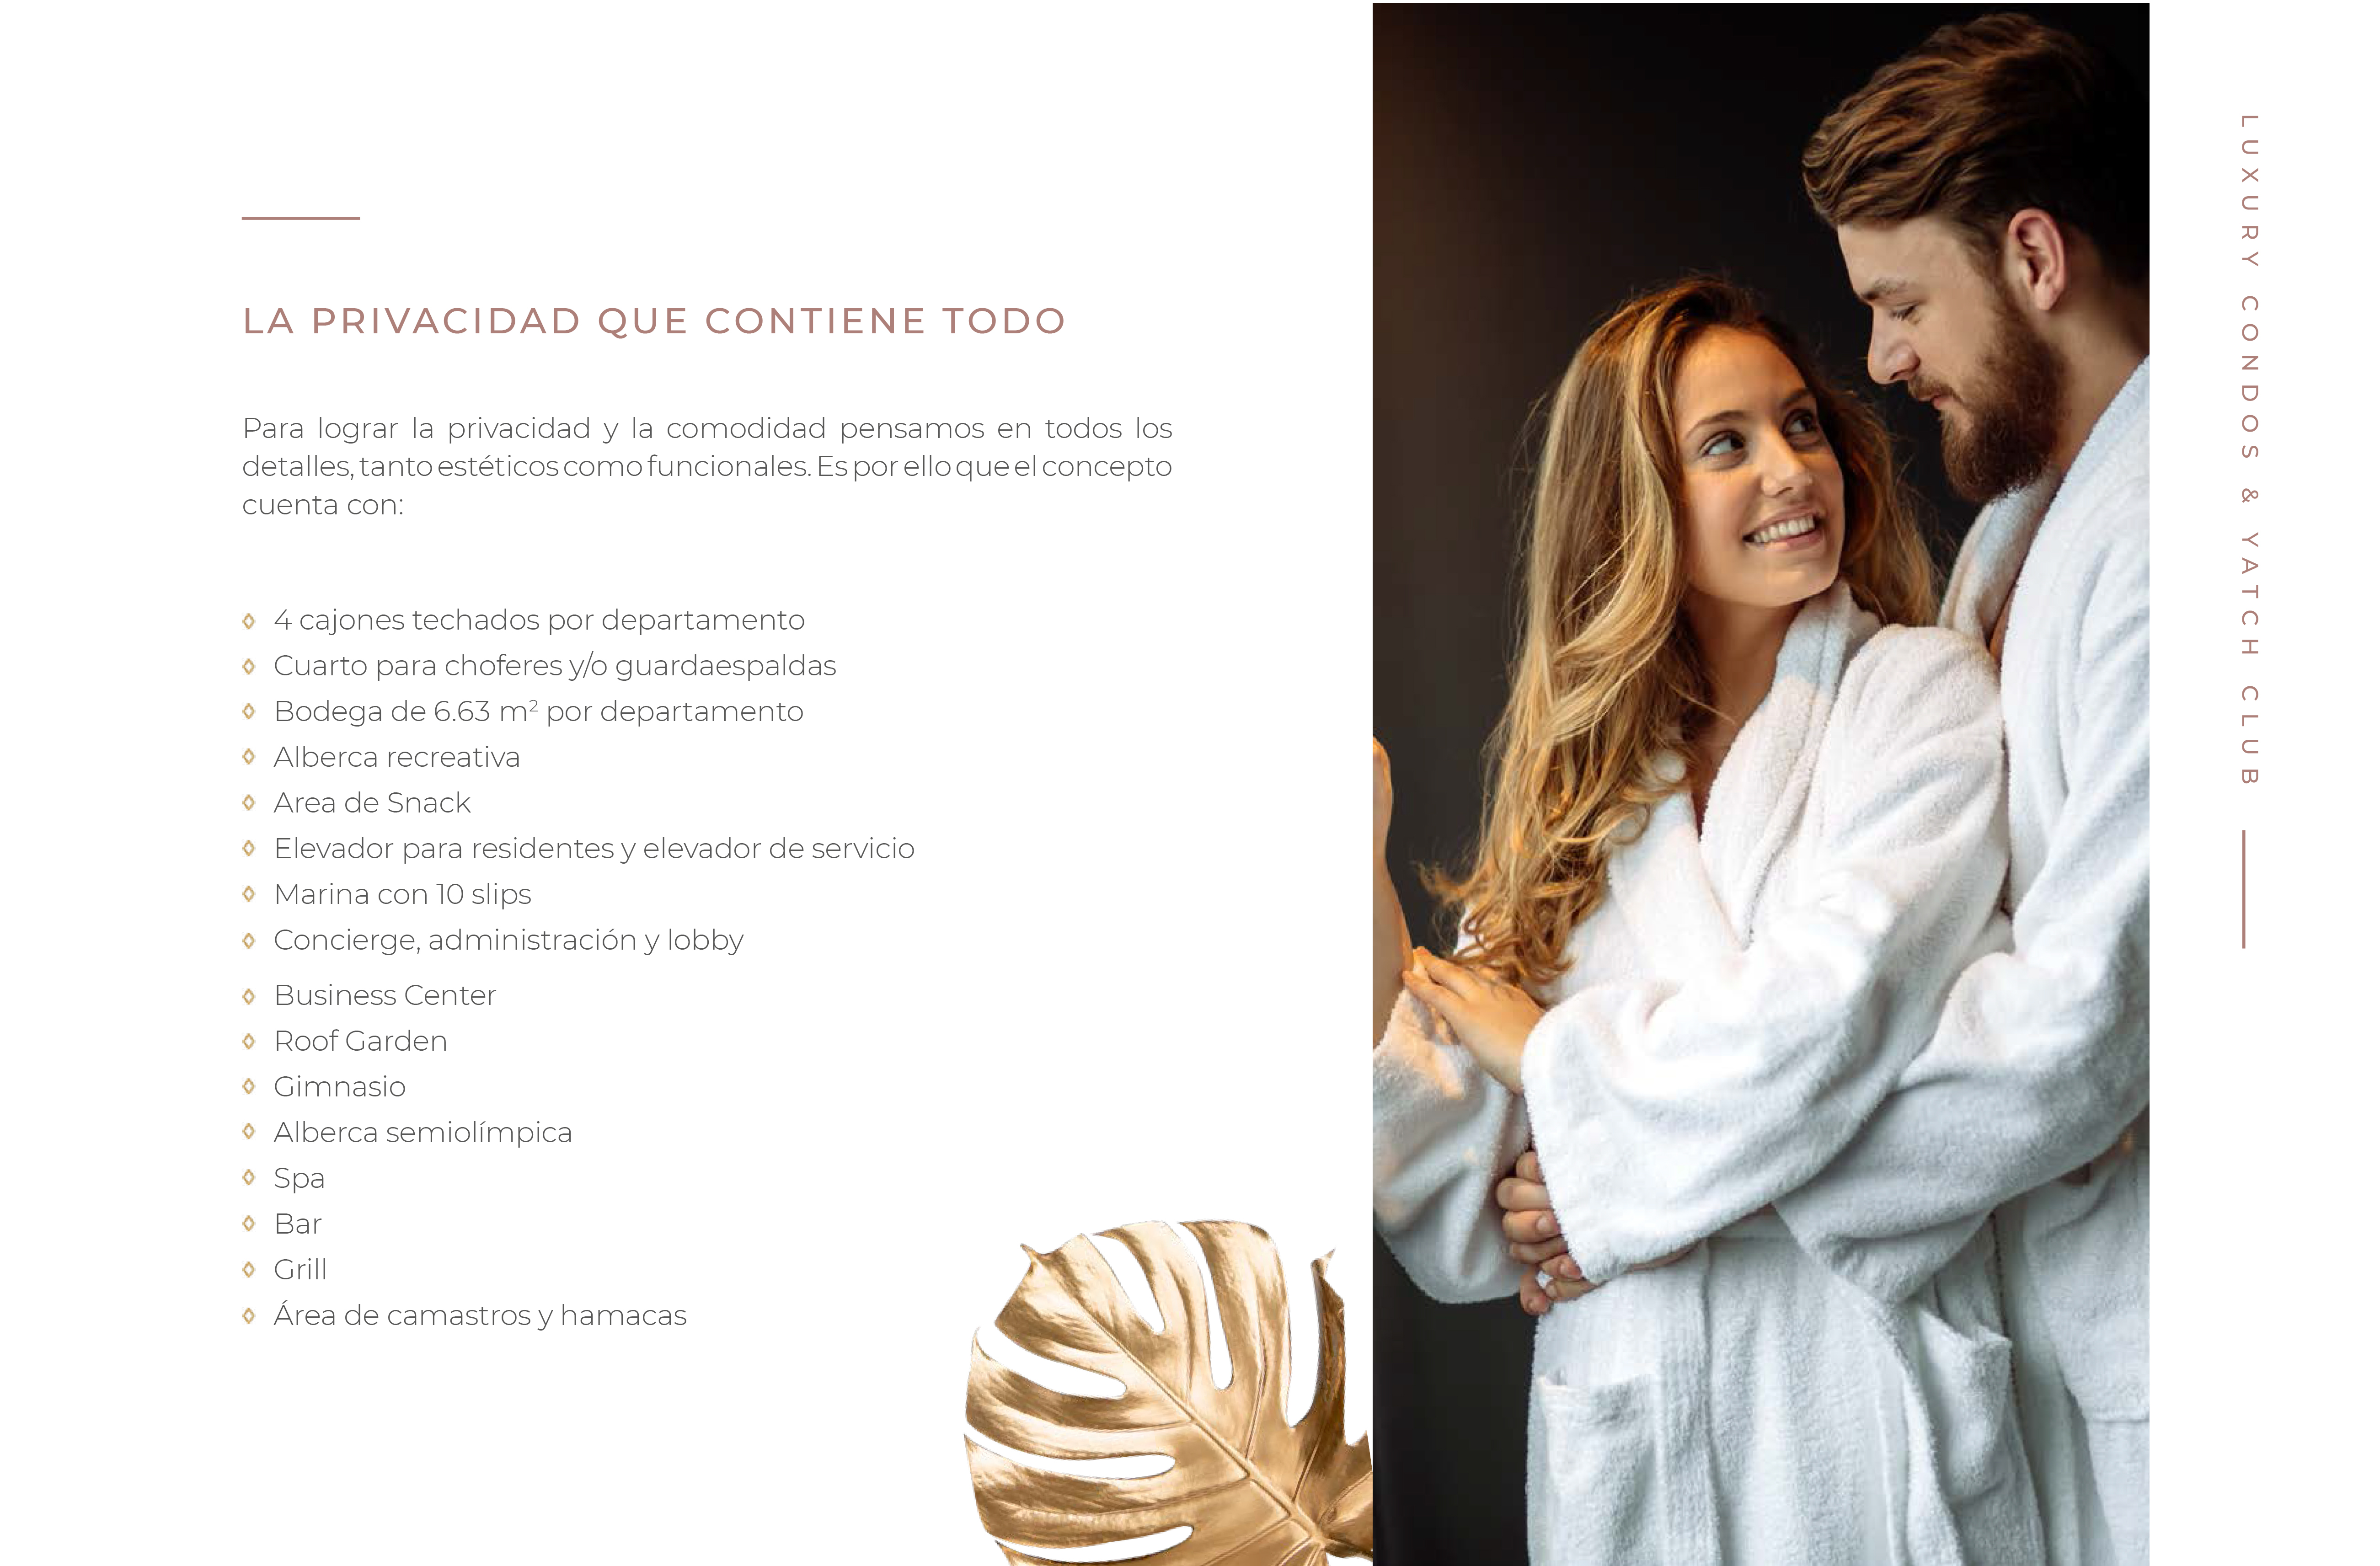 LA PRIVACIDAD QUE CONTIENE TODO
Para lograr la privacidad y la comodidad pensamos en todos los
detalles, tanto estéticos como funcionales. Es por ello que el concepto
cuenta con:
4 cajones techados por departamento
Cuarto para choferes y/o guardaespaldas
Bodega de 6.63 m² por departamento
Alberca recreativa
Area de Snack
Elevador para residentes y elevador de servicio
Marina con 10 slips
Concierge, administración y lobby
Business Center
Roof Garden
Gimnasio
Alberca semiolímpica
Spa
Bar
Grill
Área de camastros y hamacas
LUXURY CONDOS & YATCH CLUB